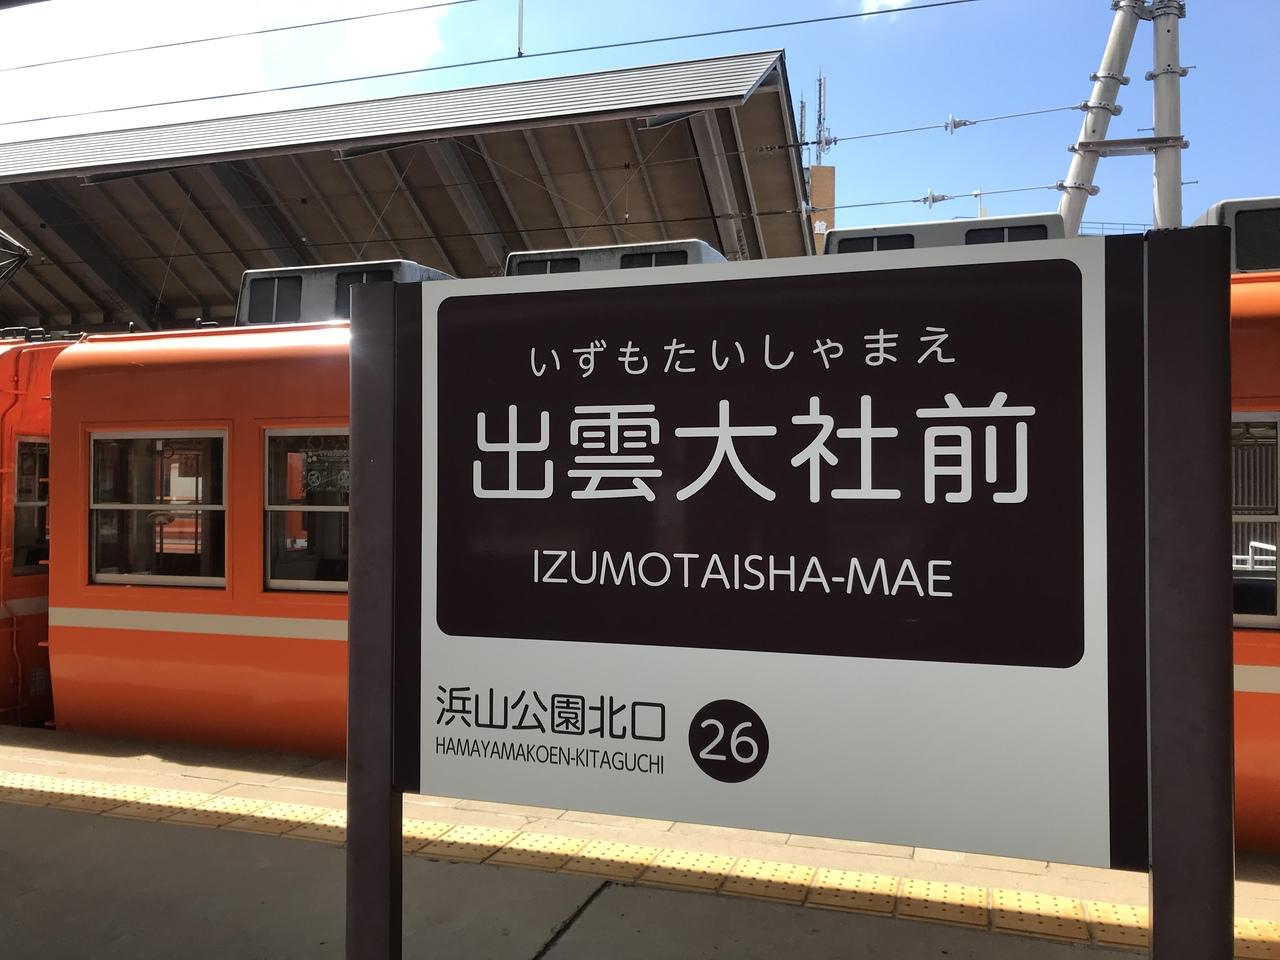 いずもたいしゃまえ
出雲大社前
IZUMOTAISHA-MAE
浜山公園北口
HAMAYAMAKOEN-KITAGUCHI
26
館